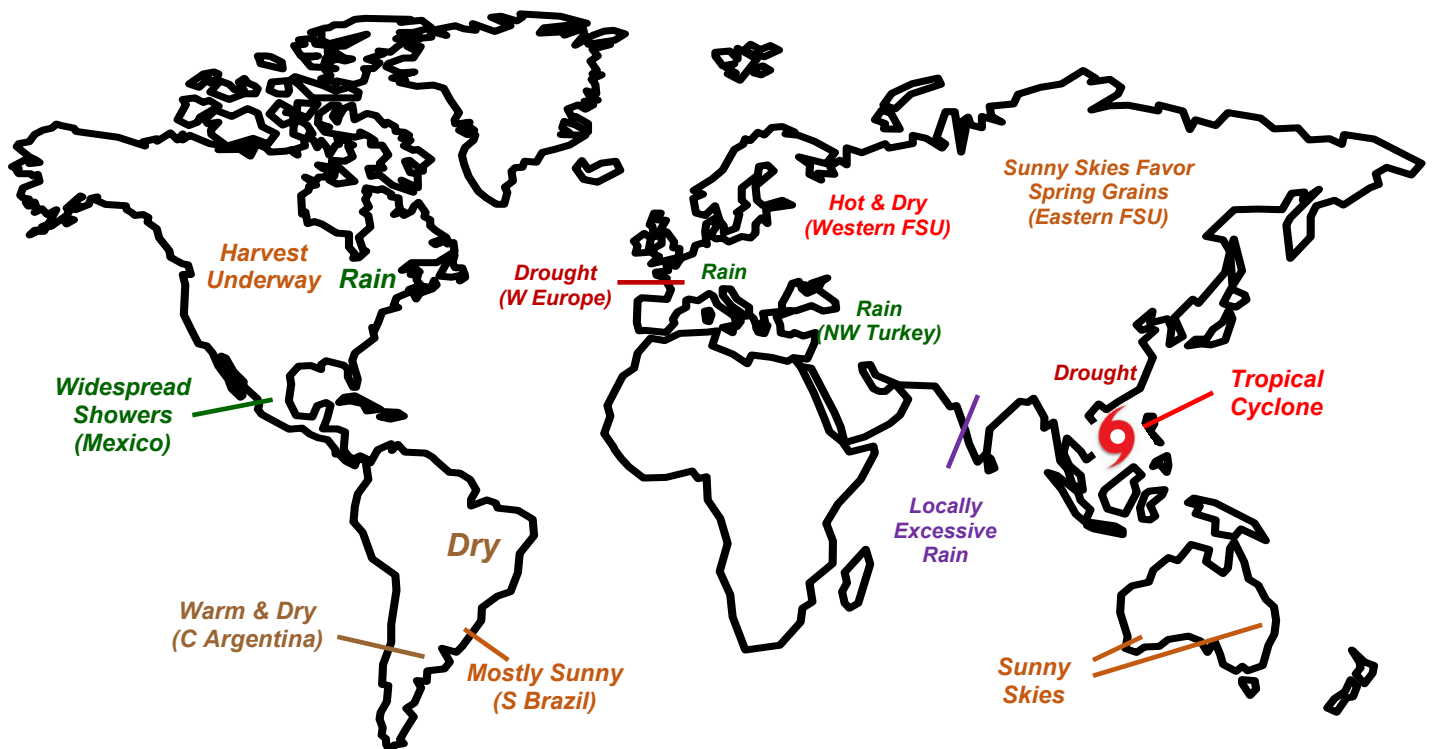 Sunny Skies Favor
Spring Grains
(Eastern FSU)
Hot & Dry
(Western FSU)
Harvest
Underway
Rain
Drought
(W Europe)
Rain
Rain
(NW Turkey)
Widespread
Showers
(Mexico)
Drought
Tropical
Cyclone
Locally
Excessive
Rain
Dry
Warm & Dry
(C Argentina)
Mostly Sunny
(S Brazil)
Sunny
Skies